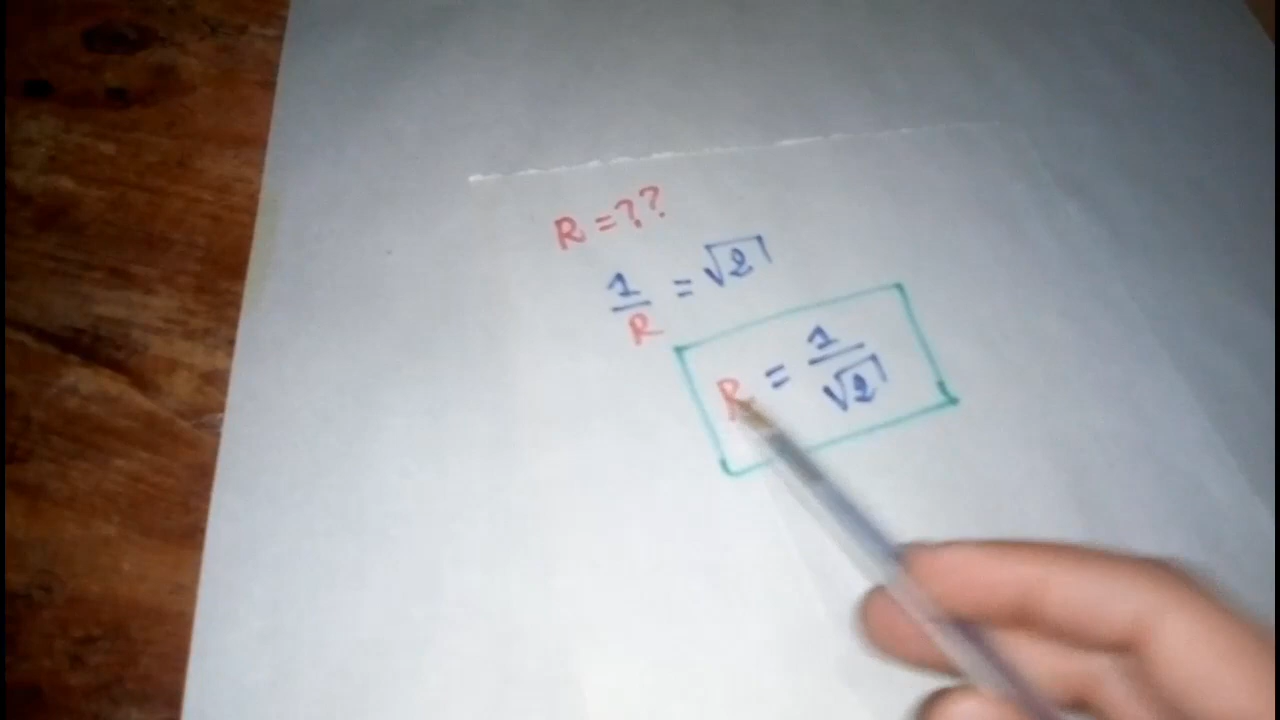 R = ??
1/R = √2
R = 1/√2